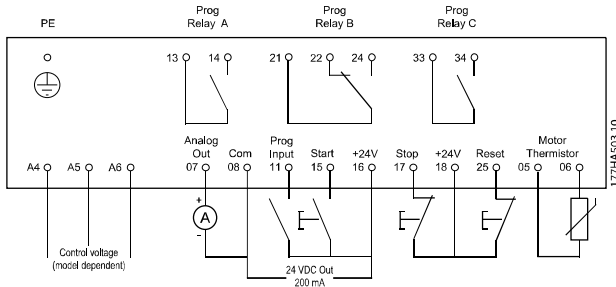 PE
Prog
Relay A
Prog
Relay B
Prog
Relay C
13 14 21 22 24 33 34
Analog
Out
Com
Prog
Input
Start
+24V
Stop
+24V
Reset
Motor
Thermistor
A4 A5 A6 07 08 11 15 16 17 18 25 05 06
+
A
-
Control voltage
(model dependent)
24 VDC Out
200 mA
177HA503.10